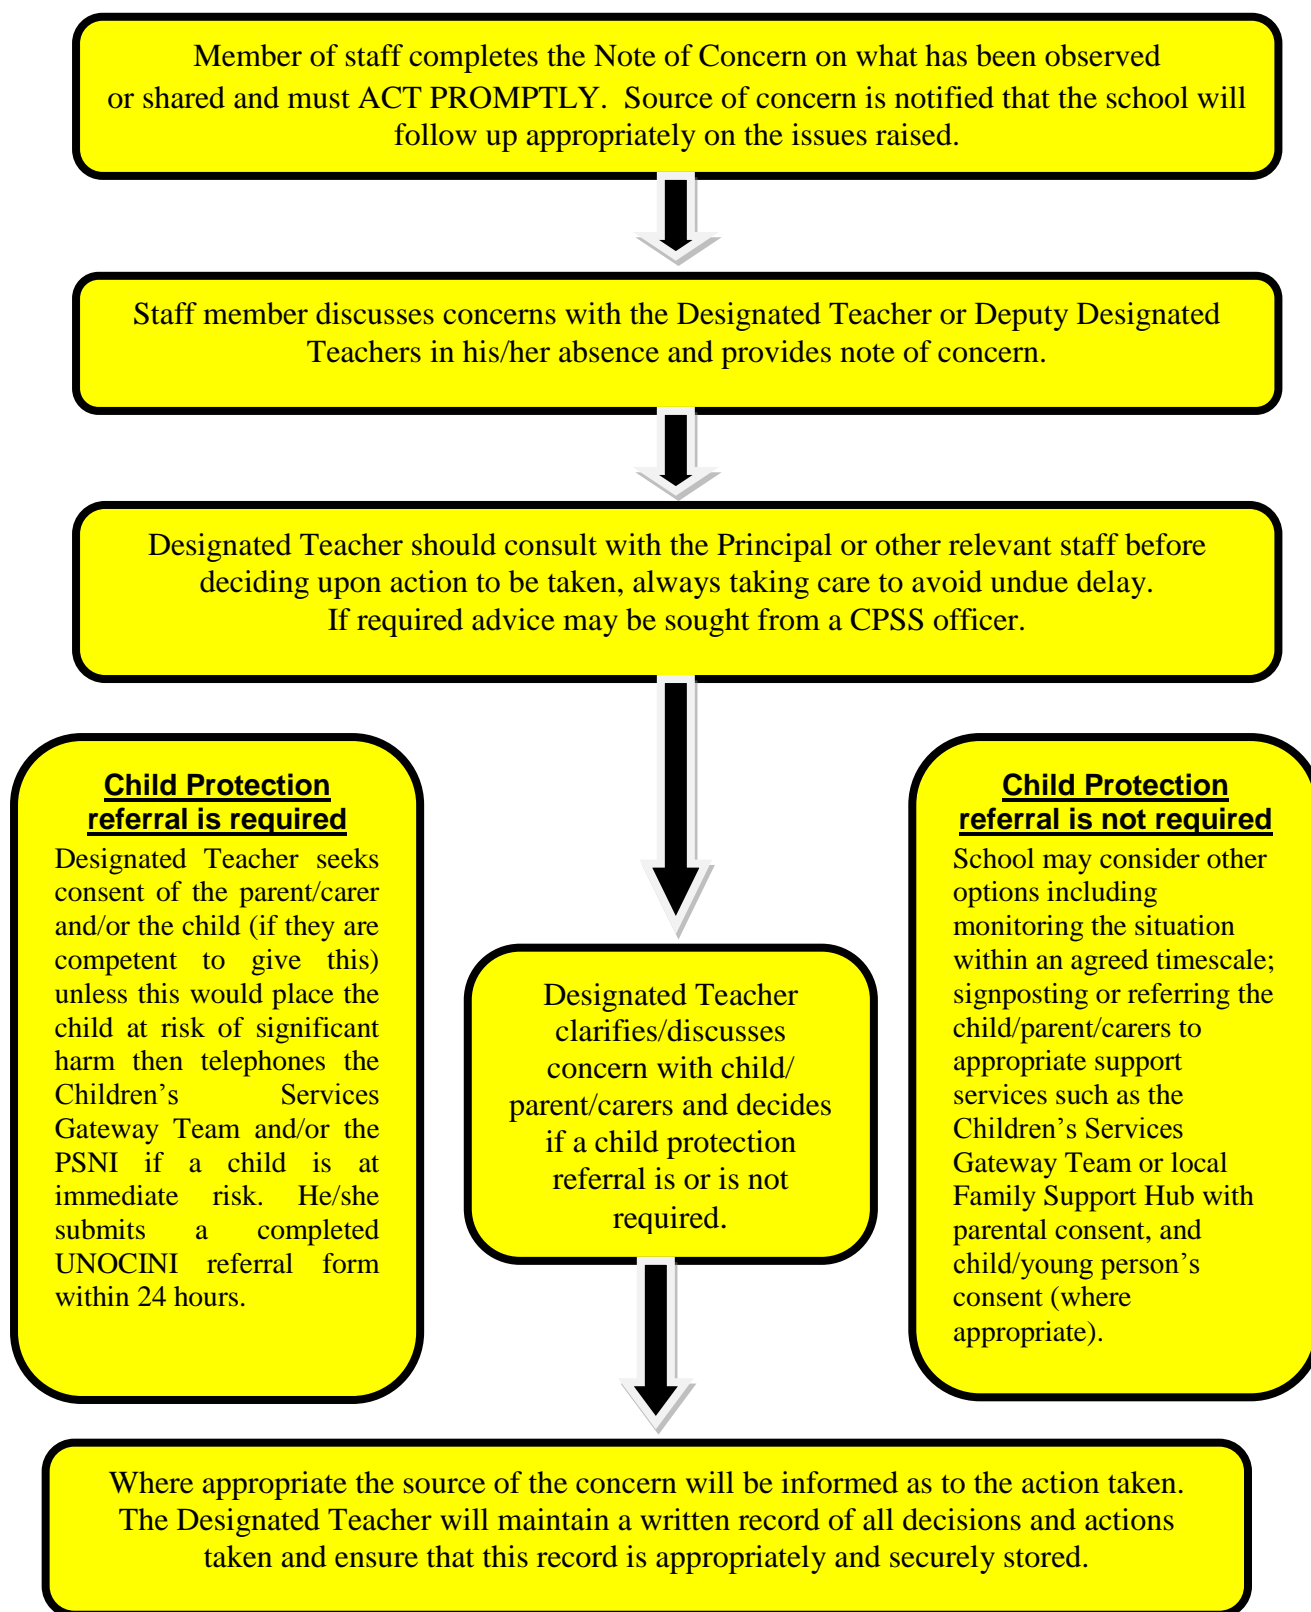 Member of staff completes the Note of Concern on what has been observed
or shared and must ACT PROMPTLY. Source of concern is notified that the school will
follow up appropriately on the issues raised.
Staff member discusses concerns with the Designated Teacher or Deputy Designated
Teachers in his/her absence and provides note of concern.
Designated Teacher should consult with the Principal or other relevant staff before
deciding upon action to be taken, always taking care to avoid undue delay.
If required advice may be sought from a CPSS officer.
Child Protection
referral is required
Designated Teacher seeks
consent of the parent/carer
and/or the child (if they are
competent to give this)
unless this would place the
child at risk of significant
harm then telephones the
Children’s Services
Gateway Team and/or the
PSNI if a child is at
immediate risk. He/she
submits a completed
UNOCINI referral form
within 24 hours.
Designated Teacher
clarifies/discusses
concern with child/
parent/carers and decides
if a child protection
referral is or is not
required.
Child Protection
referral is not required
School may consider other
options including
monitoring the situation
within an agreed timescale;
signposting or referring the
child/parent/carers to
appropriate support
services such as the
Children’s Services
Gateway Team or local
Family Support Hub with
parental consent, and
child/young person’s
consent (where
appropriate).
Where appropriate the source of the concern will be informed as to the action taken.
The Designated Teacher will maintain a written record of all decisions and actions
taken and ensure that this record is appropriately and securely stored.